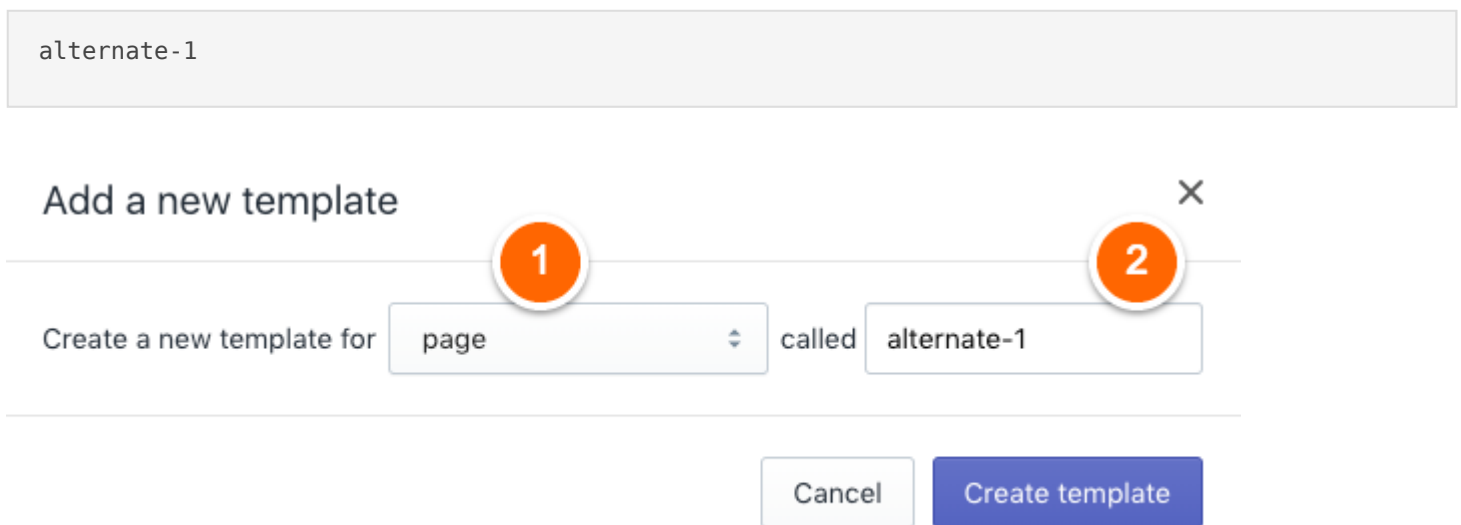 alternate-1
Add a new template
1 2
Create a new template for page called alternate-1
Cancel Create template